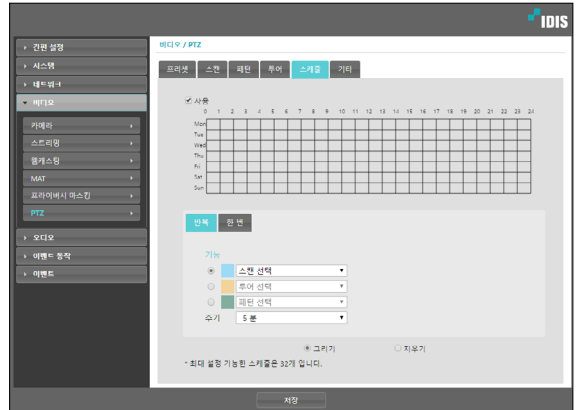 IDIS
간편 설정
시스템
네트워크
비디오
카메라
스트리밍
웹캐스팅
MAT
프라이버시 마스킹
PTZ
오디오
이벤트 동작
이벤트
비디오 / PTZ
프리셋 스캔 패턴 투어 스케줄 기타
사용
0 1 2 3 4 5 6 7 8 9 10 11 12 13 14 15 16 17 18 19 20 21 22 23 24
Mon
Tue
Wed
Thu
Fri
Sat
Sun
반복 한 번
기능
스캔 선택
투어 선택
패턴 선택
주기 5 분
그리기 지우기
* 최대 설정 가능한 스케줄은 32개 입니다.
저장